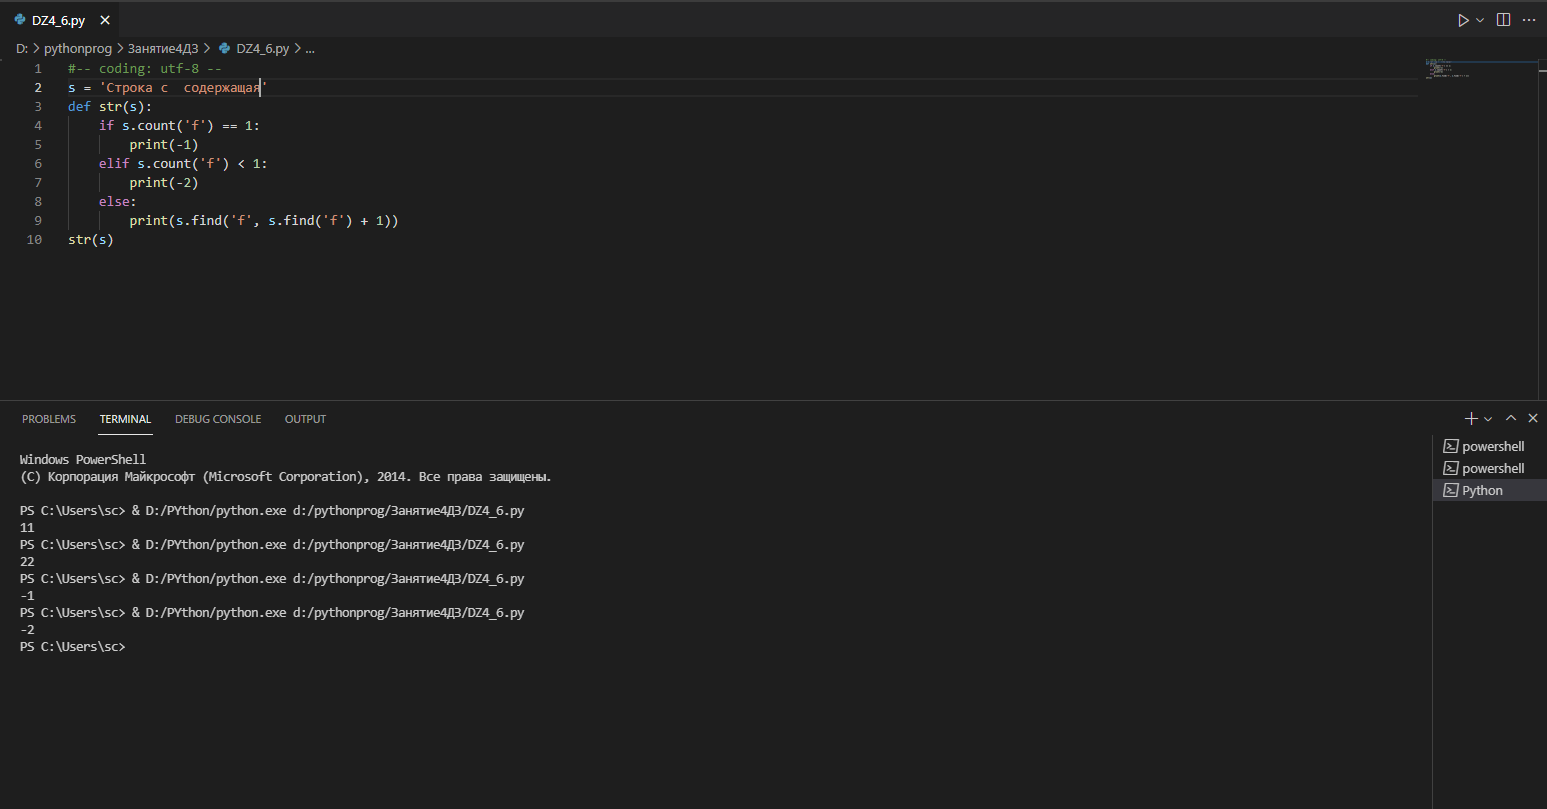 DZ4_6.py
D: > pythonprog > Занятие4ДЗ > DZ4_6.py > ...
1 #-- coding: utf-8 --
2 s = 'Строка с  содержащая'
3 def str(s):
4     if s.count('f') == 1:
5         print(-1)
6     elif s.count('f') < 1:
7         print(-2)
8     else:
9         print(s.find('f', s.find('f') + 1))
10 str(s)
PROBLEMS TERMINAL DEBUG CONSOLE OUTPUT
Windows PowerShell
(C) Корпорация Майкрософт (Microsoft Corporation), 2014. Все права защищены.
PS C:\Users\sc> & D:/PYthon/python.exe d:/pythonprog/Занятие4ДЗ/DZ4_6.py
11
PS C:\Users\sc> & D:/PYthon/python.exe d:/pythonprog/Занятие4ДЗ/DZ4_6.py
22
PS C:\Users\sc> & D:/PYthon/python.exe d:/pythonprog/Занятие4ДЗ/DZ4_6.py
-1
PS C:\Users\sc> & D:/PYthon/python.exe d:/pythonprog/Занятие4ДЗ/DZ4_6.py
-2
PS C:\Users\sc>
powershell
powershell
Python